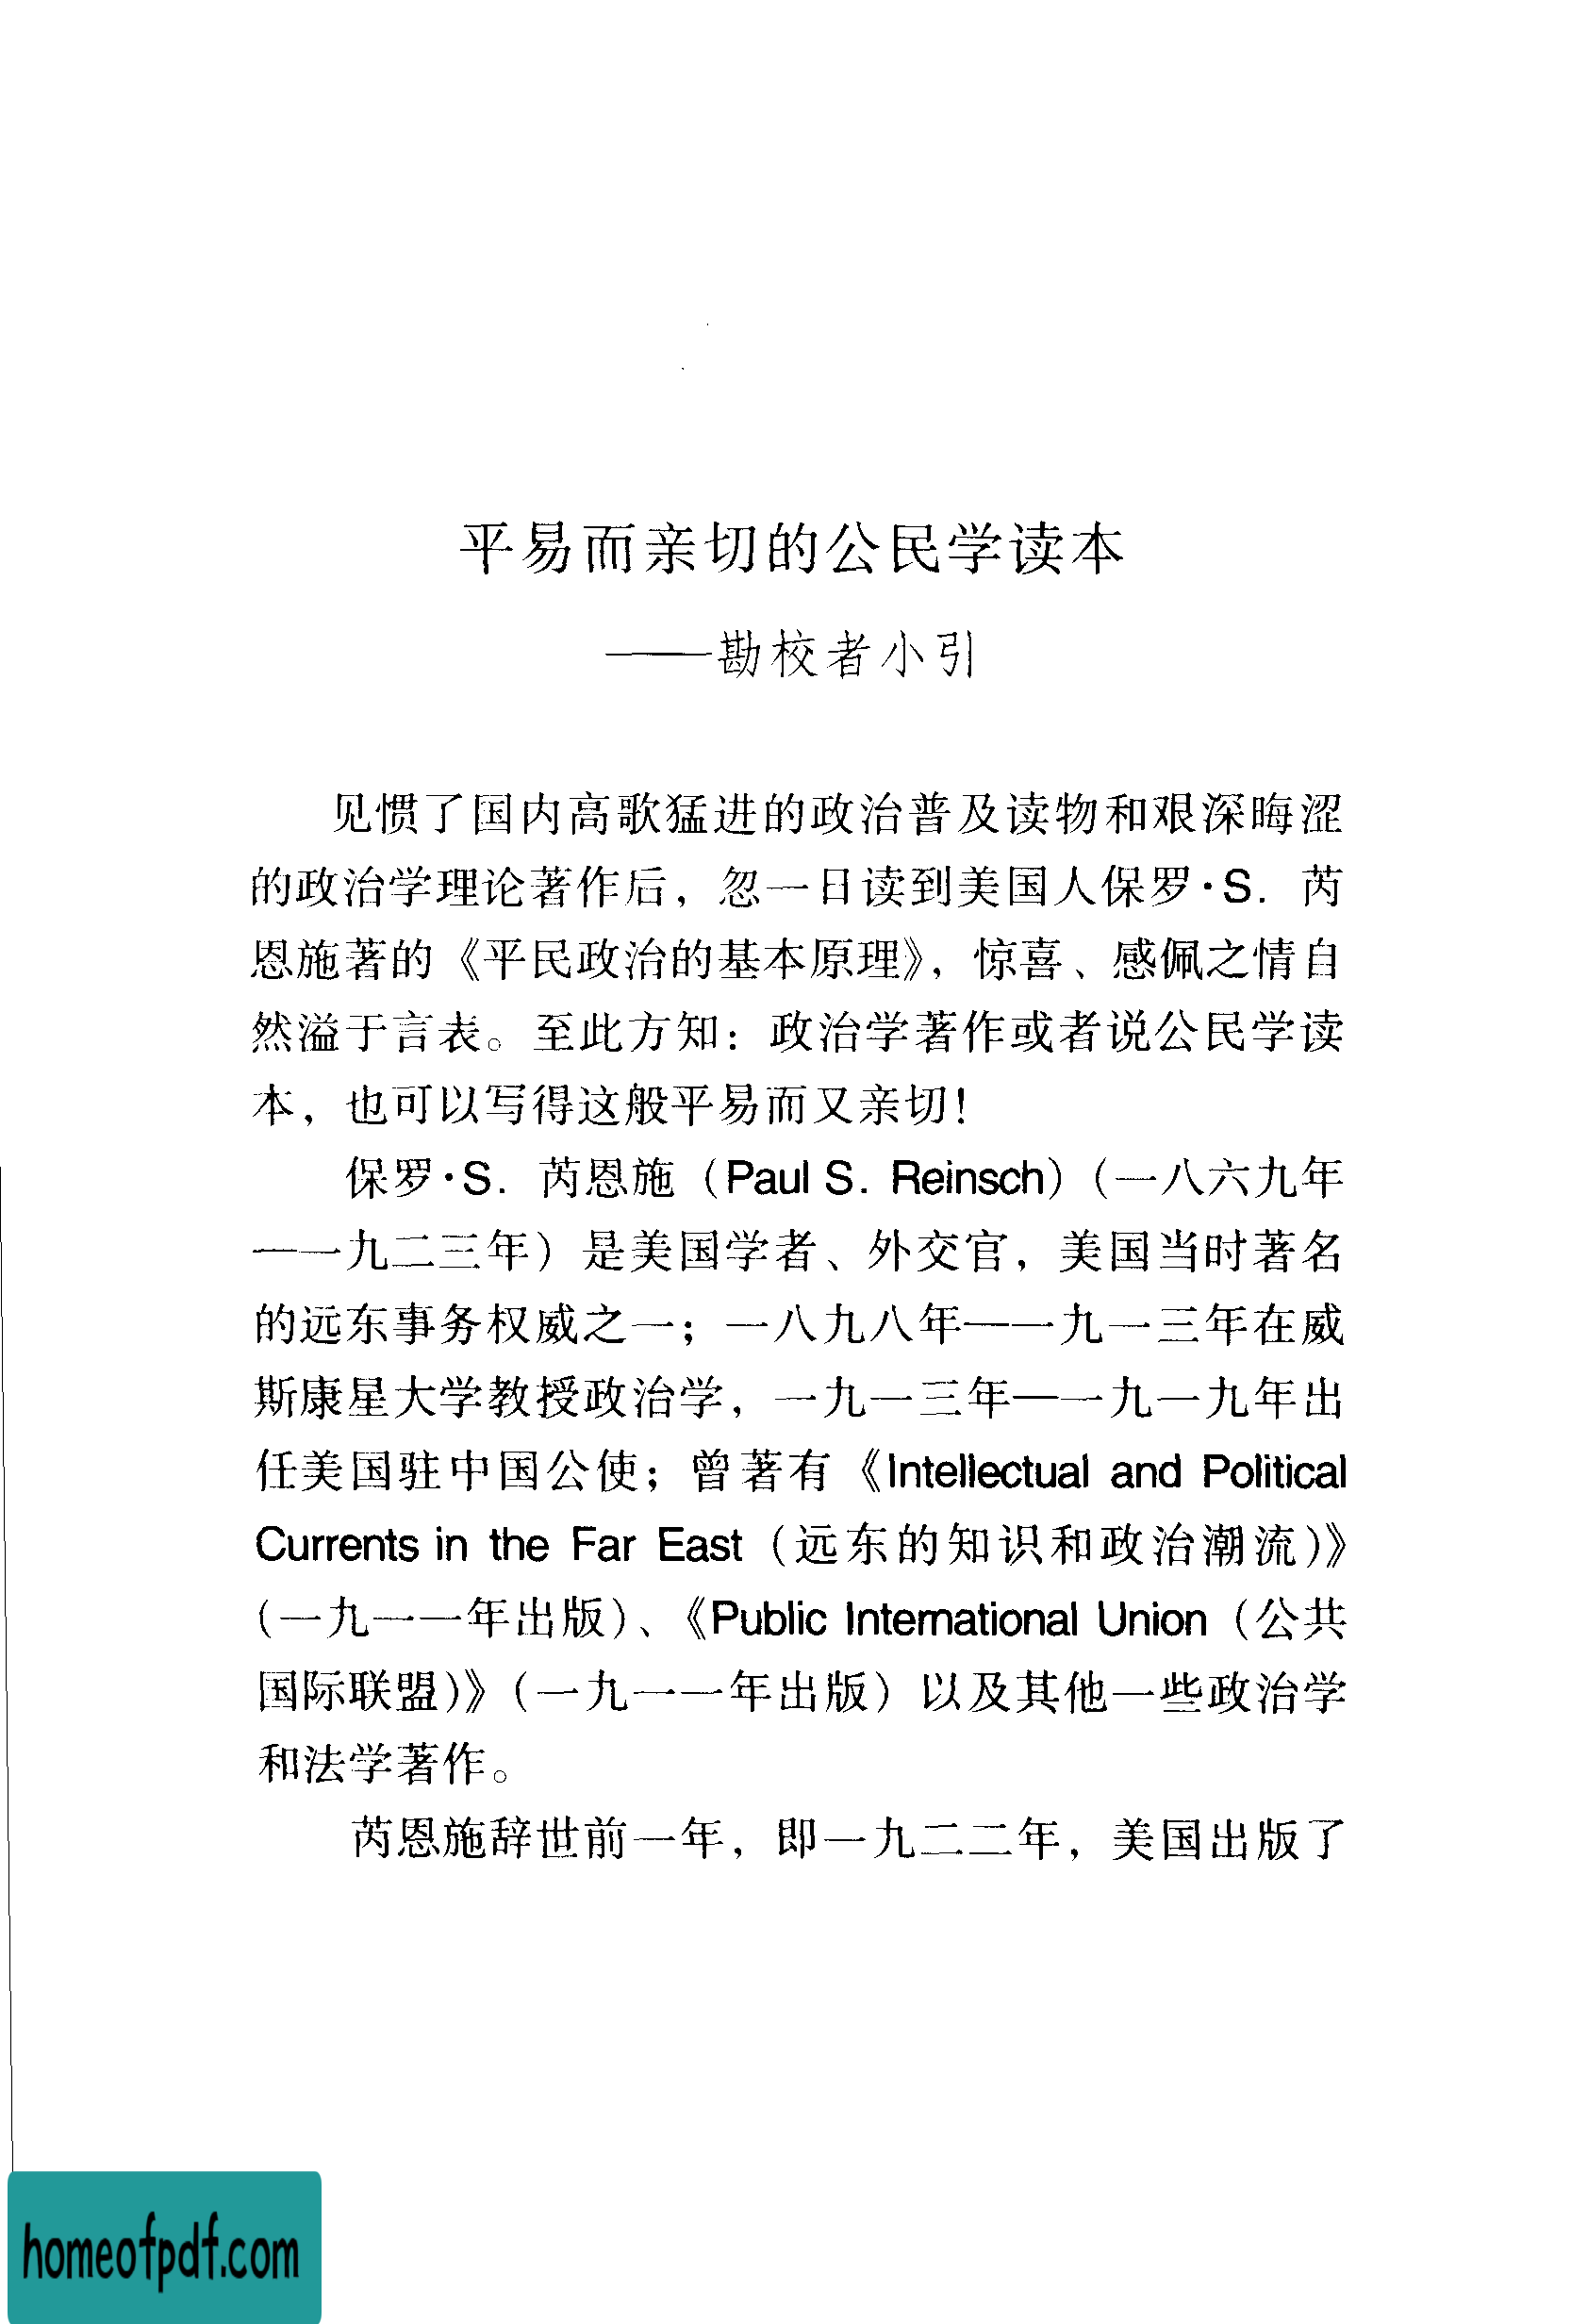 平易而亲切的公民学读本
——勘校者小引
见惯了国内高歌猛进的政治普及读物和艰深晦涩
的政治学理论著作后，忽一日读到美国人保罗·S. 芮
恩施著的《平民政治的基本原理》，惊喜、感佩之情自
然溢于言表。至此方知：政治学著作或者说公民学读
本，也可以写得这般平易而又亲切！
保罗·S. 芮恩施（Paul S. Reinsch）（一八六九年
—一九二三年）是美国学者、外交官，美国当时著名
的远东事务权威之一；一八九八年—一九一三年在威
斯康星大学教授政治学，一九一三年—一九一九年出
任美国驻中国公使；曾著有《Intellectual and Political
Currents in the Far East（远东的知识和政治潮流）》
（一九一一年出版）、《Public International Union（公共
国际联盟）》（一九一一年出版）以及其他一些政治学
和法学著作。
芮恩施辞世前一年，即一九二二年，美国出版了
homeofpdf.com